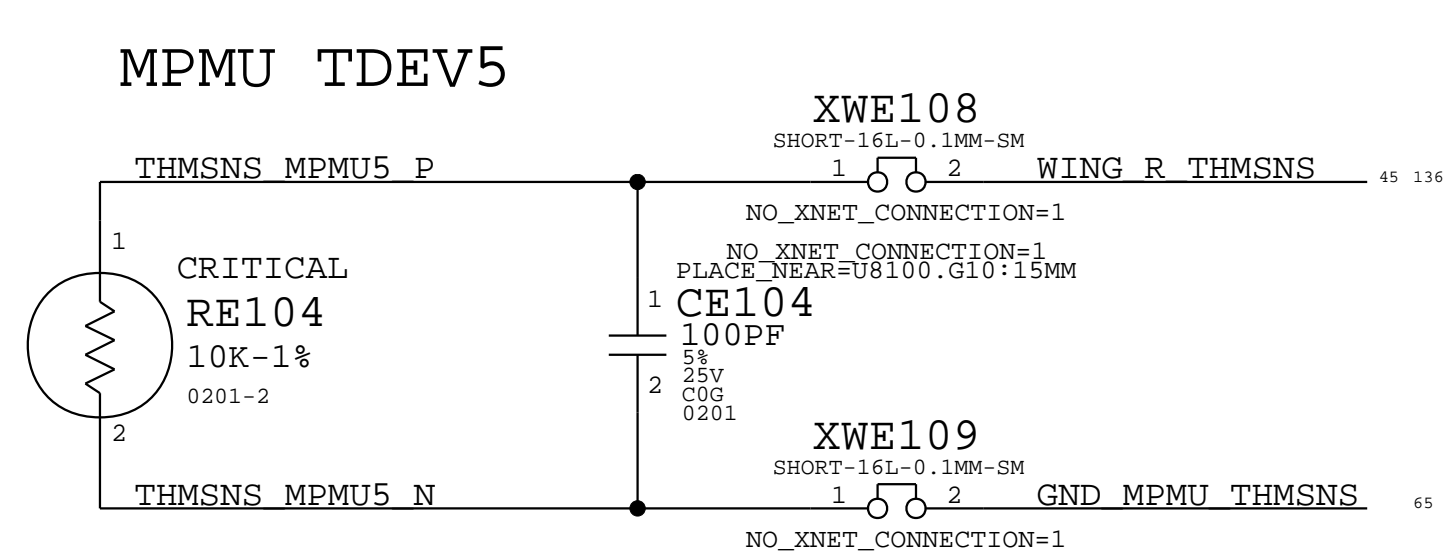 MPMU TDEV5
XWE108
SHORT-16L-0.1MM-SM
THMSNS_MPMU5_P
1
2
WING_R_THMSNS
45 136
NO_XNET_CONNECTION=1
1
NO_XNET_CONNECTION=1
CRITICAL
PLACE_NEAR=U8100.G10:15MM
RE104
1
CE104
100PF
10K-1%
5%
25V
0201-2
2
C0G
0201
2
XWE109
SHORT-16L-0.1MM-SM
THMSNS_MPMU5_N
1
2
GND_MPMU_THMSNS
65
NO_XNET_CONNECTION=1